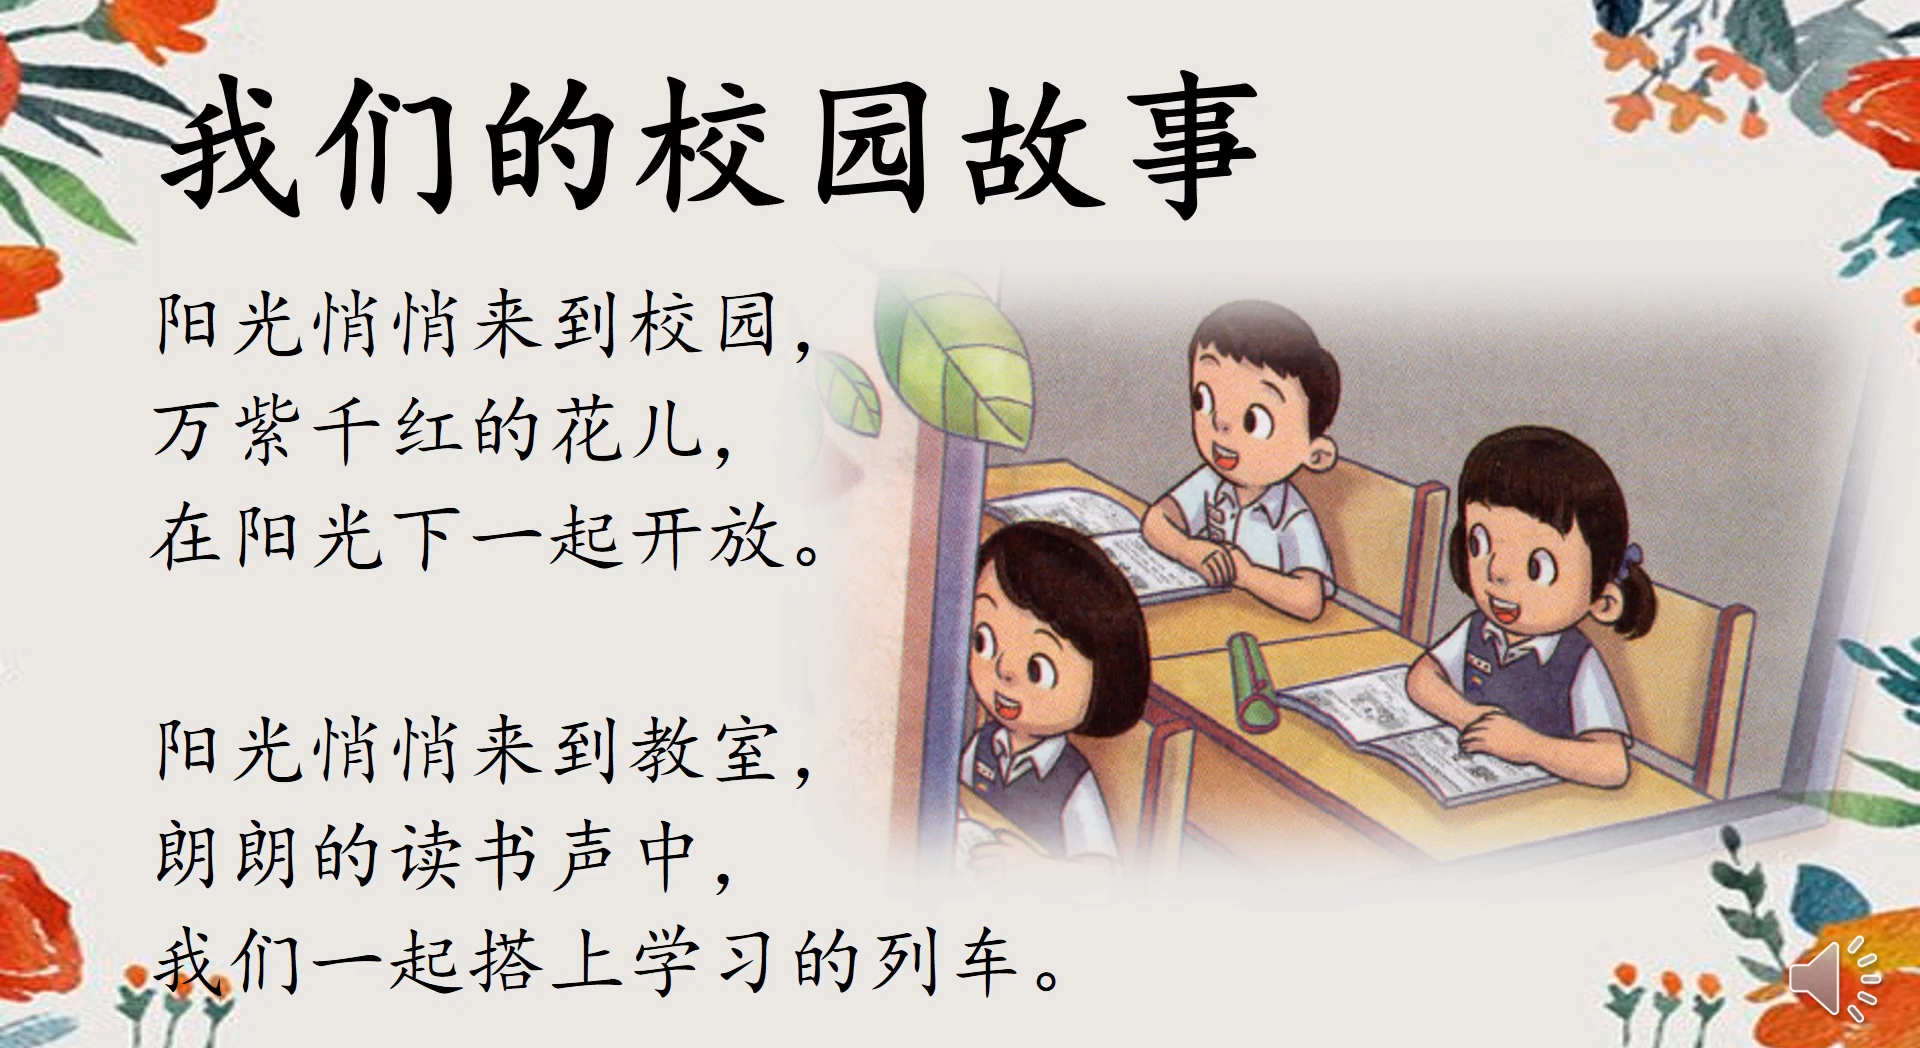 我们的校园故事
阳光悄悄来到校园，
万紫千红的花儿，
在阳光下一起开放。
阳光悄悄来到教室，
朗朗的读书声中，
我们一起搭上学习的列车。